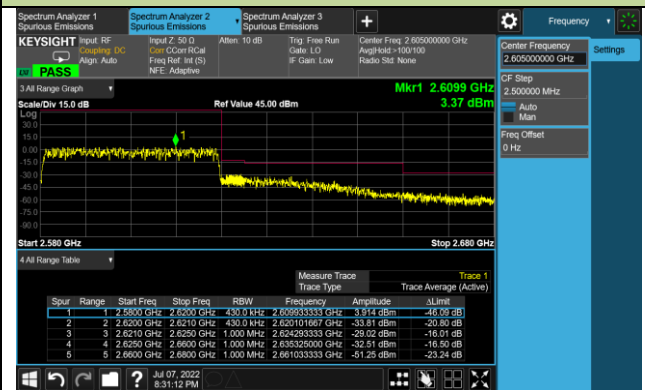 Spectrum Analyzer 1
Spurious Emissions
Spectrum Analyzer 2
Spurious Emissions
Spectrum Analyzer 3
Spurious Emissions
+
Frequency
KEYSIGHT
Input: RF
Coupling: DC
Align: Auto
Input Z: 50 Ω
Corr CCorr RCal
Freq Ref: Int (S)
NFE: Adaptive
Atten: 10 dB
Trig: Free Run
Gate: LO
IF Gain: Low
Center Freq: 2.605000000 GHz
Avg|Hold:>100/100
Radio Std: None
PASS
Center Frequency
2.605000000 GHz
Settings
CF Step
2.500000 MHz
Auto
Man
Freq Offset
0 Hz
3 All Range Graph
Mkr1 2.6099 GHz
3.37 dBm
Scale/Div 15.0 dB
Ref Value 45.00 dBm
Log
30.0
15.0
0.00
-15.0
-30.0
-45.0
-60.0
-75.0
-90.0
1
Start 2.580 GHz
Stop 2.680 GHz
4 All Range Table
Measure Trace Trace 1
Trace Type Trace Average (Active)
Spur Range Start Freq Stop Freq RBW Frequency Amplitude ΔLimit
1 1 2.5800 GHz 2.6200 GHz 430.0 kHz 2.609933333 GHz 3.914 dBm -46.09 dB
2 2 2.6200 GHz 2.6210 GHz 430.0 kHz 2.620101667 GHz -33.81 dBm -20.80 dB
3 3 2.6210 GHz 2.6250 GHz 1.000 MHz 2.624293333 GHz -29.02 dBm -16.01 dB
4 4 2.6250 GHz 2.6600 GHz 1.000 MHz 2.635325000 GHz -32.51 dBm -16.50 dB
5 5 2.6600 GHz 2.6800 GHz 1.000 MHz 2.661033333 GHz -51.25 dBm -23.24 dB
?
Jul 07, 2022
8:31:12 PM